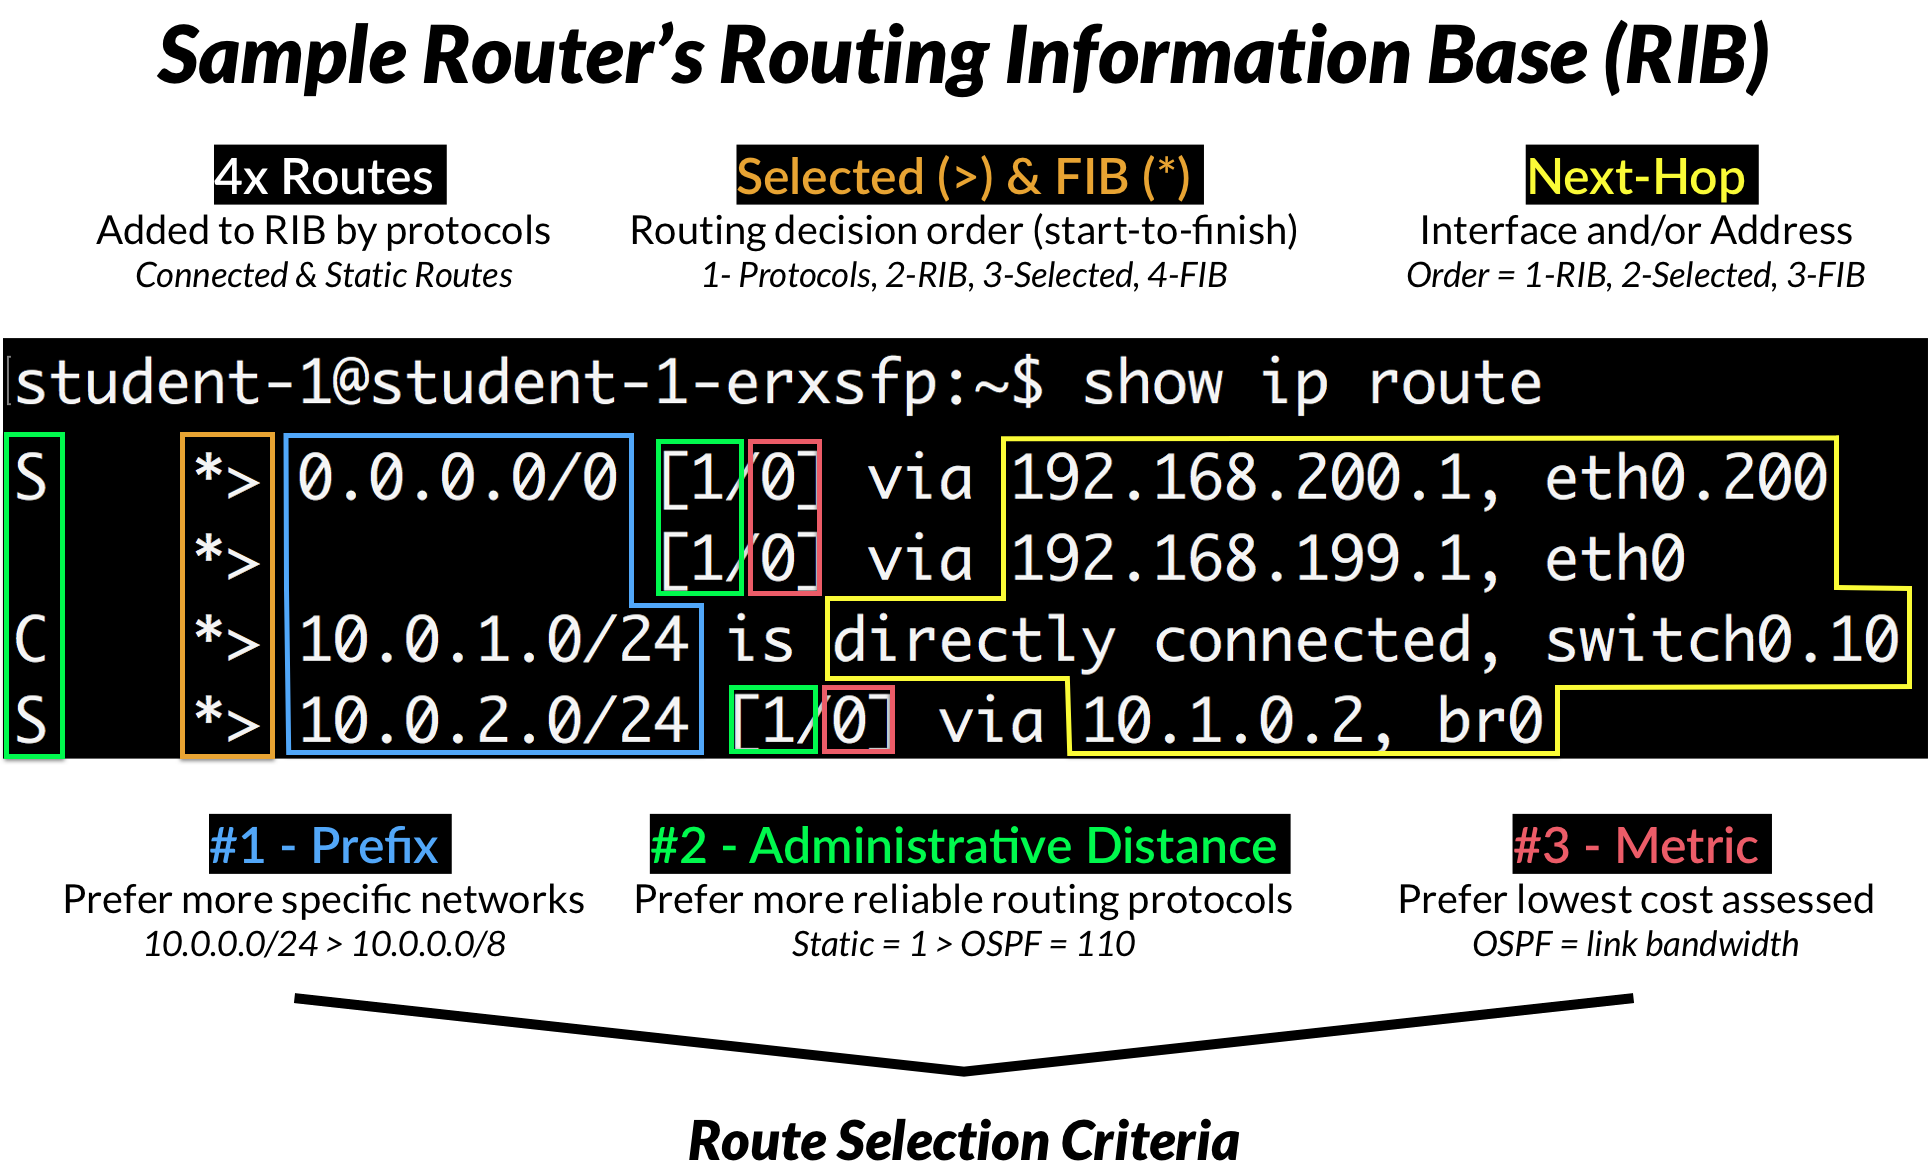 Sample Router's Routing Information Base (RIB)
4x Routes
Added to RIB by protocols
Connected & Static Routes
Selected (>) & FIB (*)
Routing decision order (start-to-finish)
1- Protocols, 2-RIB, 3-Selected, 4-FIB
Next-Hop
Interface and/or Address
Order = 1-RIB, 2-Selected, 3-FIB
[student-1@student-1-erxsfp:~$ show ip route
S    *> 0.0.0.0/0 [1/0] via 192.168.200.1, eth0.200
     *>           [1/0] via 192.168.199.1, eth0
C    *> 10.0.1.0/24 is directly connected, switch0.10
S    *> 10.0.2.0/24 [1/0] via 10.1.0.2, br0
#1 - Prefix
Prefer more specific networks
10.0.0.0/24 > 10.0.0.0/8
#2 - Administrative Distance
Prefer more reliable routing protocols
Static = 1 > OSPF = 110
#3 - Metric
Prefer lowest cost assessed
OSPF = link bandwidth
Route Selection Criteria